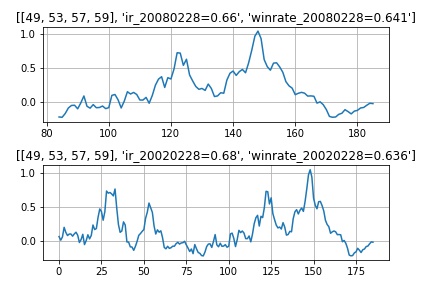 [[49, 53, 57, 59], 'ir_20080228=0.66', 'winrate_20080228=0.641']
1.0
0.5
0.0
80 100 120 140 160 180
[[49, 53, 57, 59], 'ir_20020228=0.68', 'winrate_20020228=0.636']
1.0
0.5
0.0
0 25 50 75 100 125 150 175